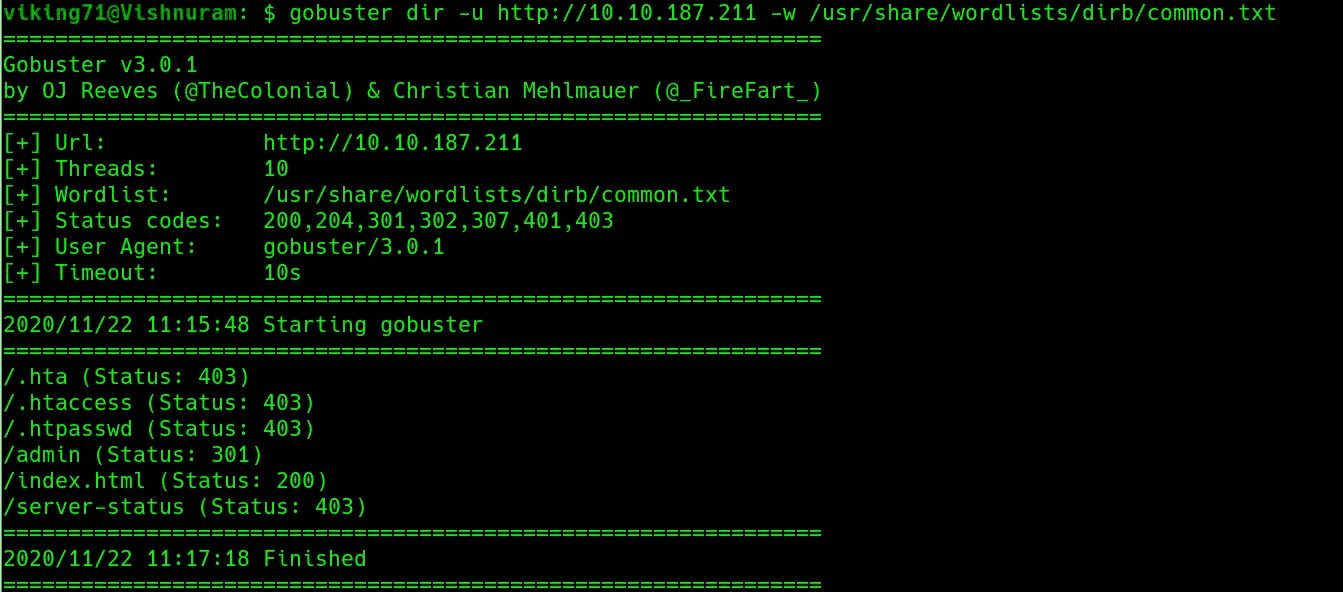 viking71@Vishnuram: $ gobuster dir -u http://10.10.187.211 -w /usr/share/wordlists/dirb/common.txt
===============================================================
Gobuster v3.0.1
by OJ Reeves (@TheColonial) & Christian Mehlmauer (@_FireFart_)
===============================================================
[+] Url:            http://10.10.187.211
[+] Threads:        10
[+] Wordlist:       /usr/share/wordlists/dirb/common.txt
[+] Status codes:   200,204,301,302,307,401,403
[+] User Agent:     gobuster/3.0.1
[+] Timeout:        10s
===============================================================
2020/11/22 11:15:48 Starting gobuster
===============================================================
/.hta (Status: 403)
/.htaccess (Status: 403)
/.htpasswd (Status: 403)
/admin (Status: 301)
/index.html (Status: 200)
/server-status (Status: 403)
===============================================================
2020/11/22 11:17:18 Finished
===============================================================